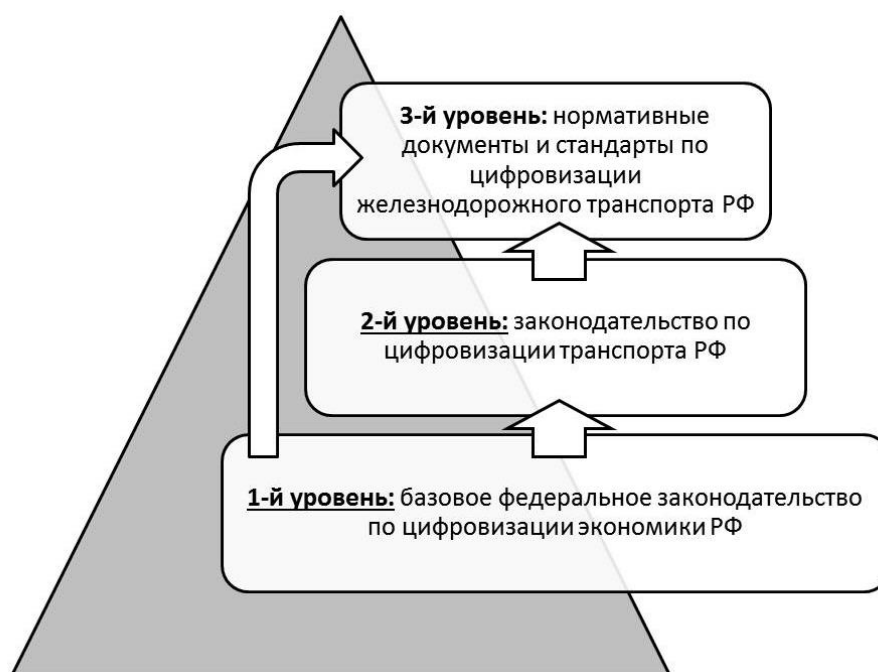 3-й уровень: нормативные
документы и стандарты по
цифровизации
железнодорожного транспорта РФ
2-й уровень: законодательство по
цифровизации транспорта РФ
1-й уровень: базовое федеральное законодательство
по цифровизации экономики РФ